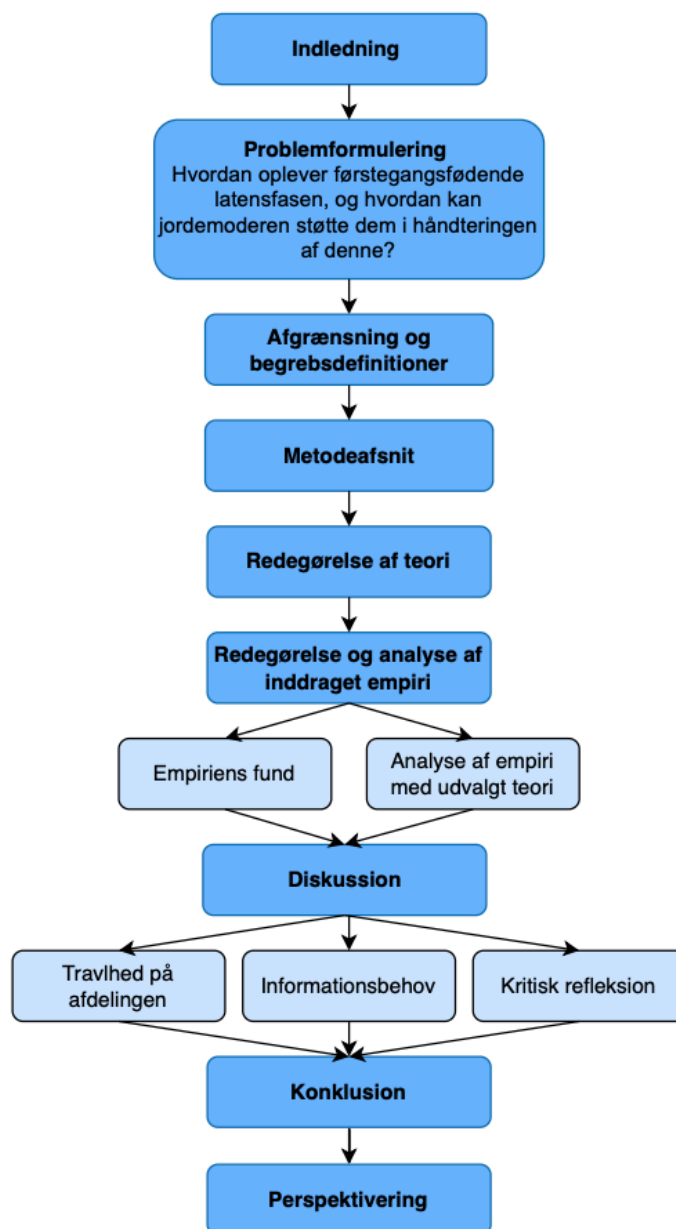 Indledning
Problemformulering
Hvordan oplever førstegangsfødende
latensfasen, og hvordan kan
jordemoderen støtte dem i håndteringen
af denne?
Afgrænsning og
begrebsdefinitioner
Metodeafsnit
Redegørelse af teori
Redegørelse og analyse af
inddraget empiri
Empiriens fund
Analyse af empiri
med udvalgt teori
Diskussion
Travlhed på
afdelingen
Informationsbehov
Kritisk refleksion
Konklusion
Perspektivering